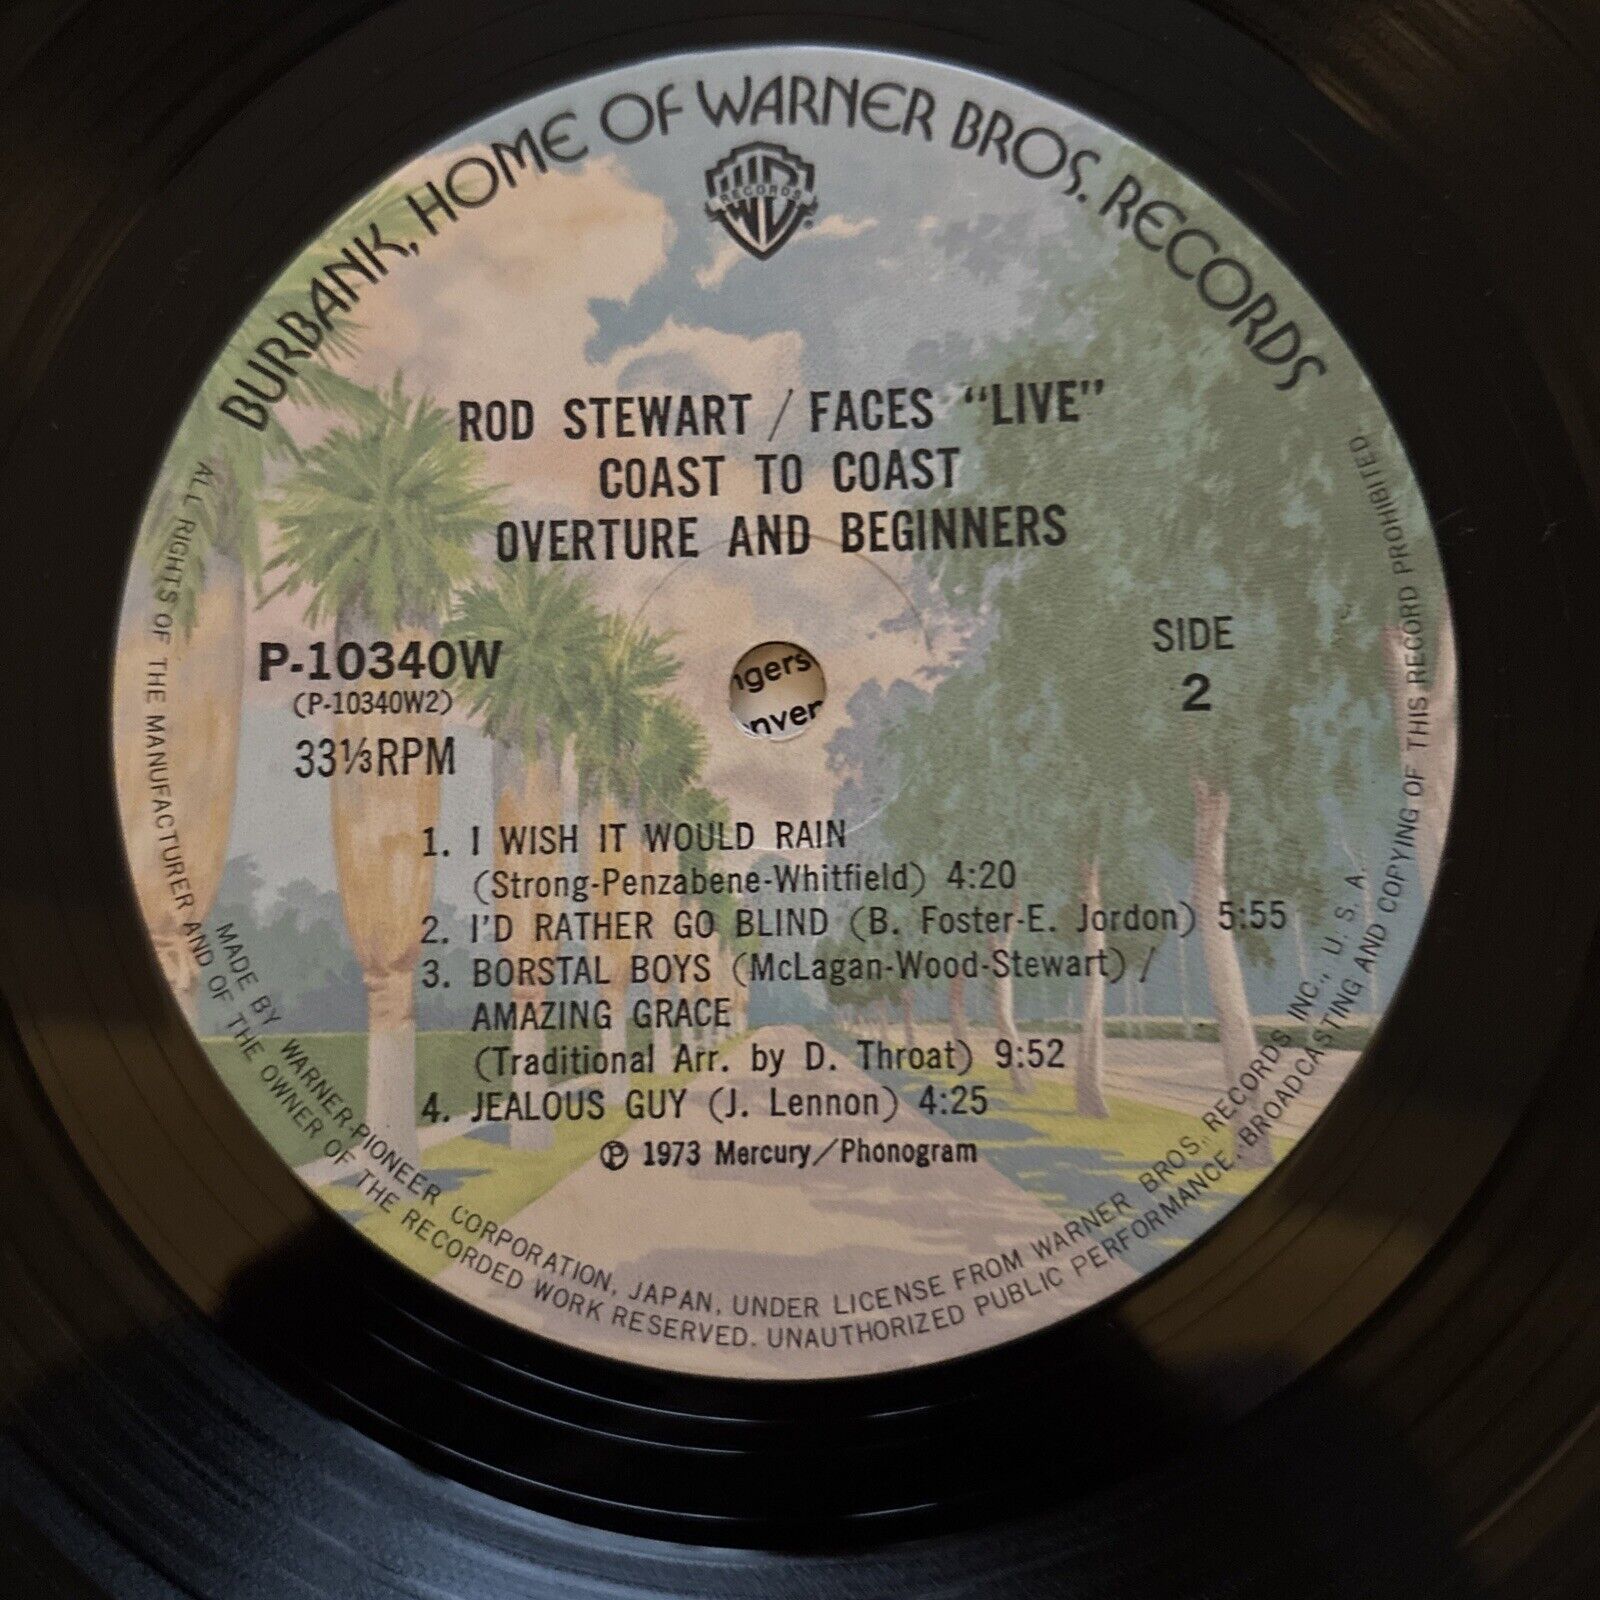 BURBANK, HOME OF WARNER BROS. RECORDS
WB
RECORDS
®
ROD STEWART / FACES "LIVE"
COAST TO COAST
OVERTURE AND BEGINNERS
P-10340W
(P-10340W2)
33⅓RPM
SIDE
2
ngers
nver
1. I WISH IT WOULD RAIN
(Strong-Penzabene-Whitfield) 4:20
2. I'D RATHER GO BLIND (B. Foster-E. Jordon) 5:55
3. BORSTAL BOYS (McLagan-Wood-Stewart) /
AMAZING GRACE
(Traditional Arr. by D. Throat) 9:52
4. JEALOUS GUY (J. Lennon) 4:25
℗ 1973 Mercury/Phonogram
MADE BY WARNER-PIONEER CORPORATION, JAPAN, UNDER LICENSE FROM WARNER BROS., RECORDS INC., U. S. A.
ALL RIGHTS OF THE MANUFACTURER AND OF THE OWNER OF THE RECORDED WORK RESERVED. UNAUTHORIZED PUBLIC PERFORMANCE, BROADCASTING AND COPYING OF THIS RECORD PROHIBITED.